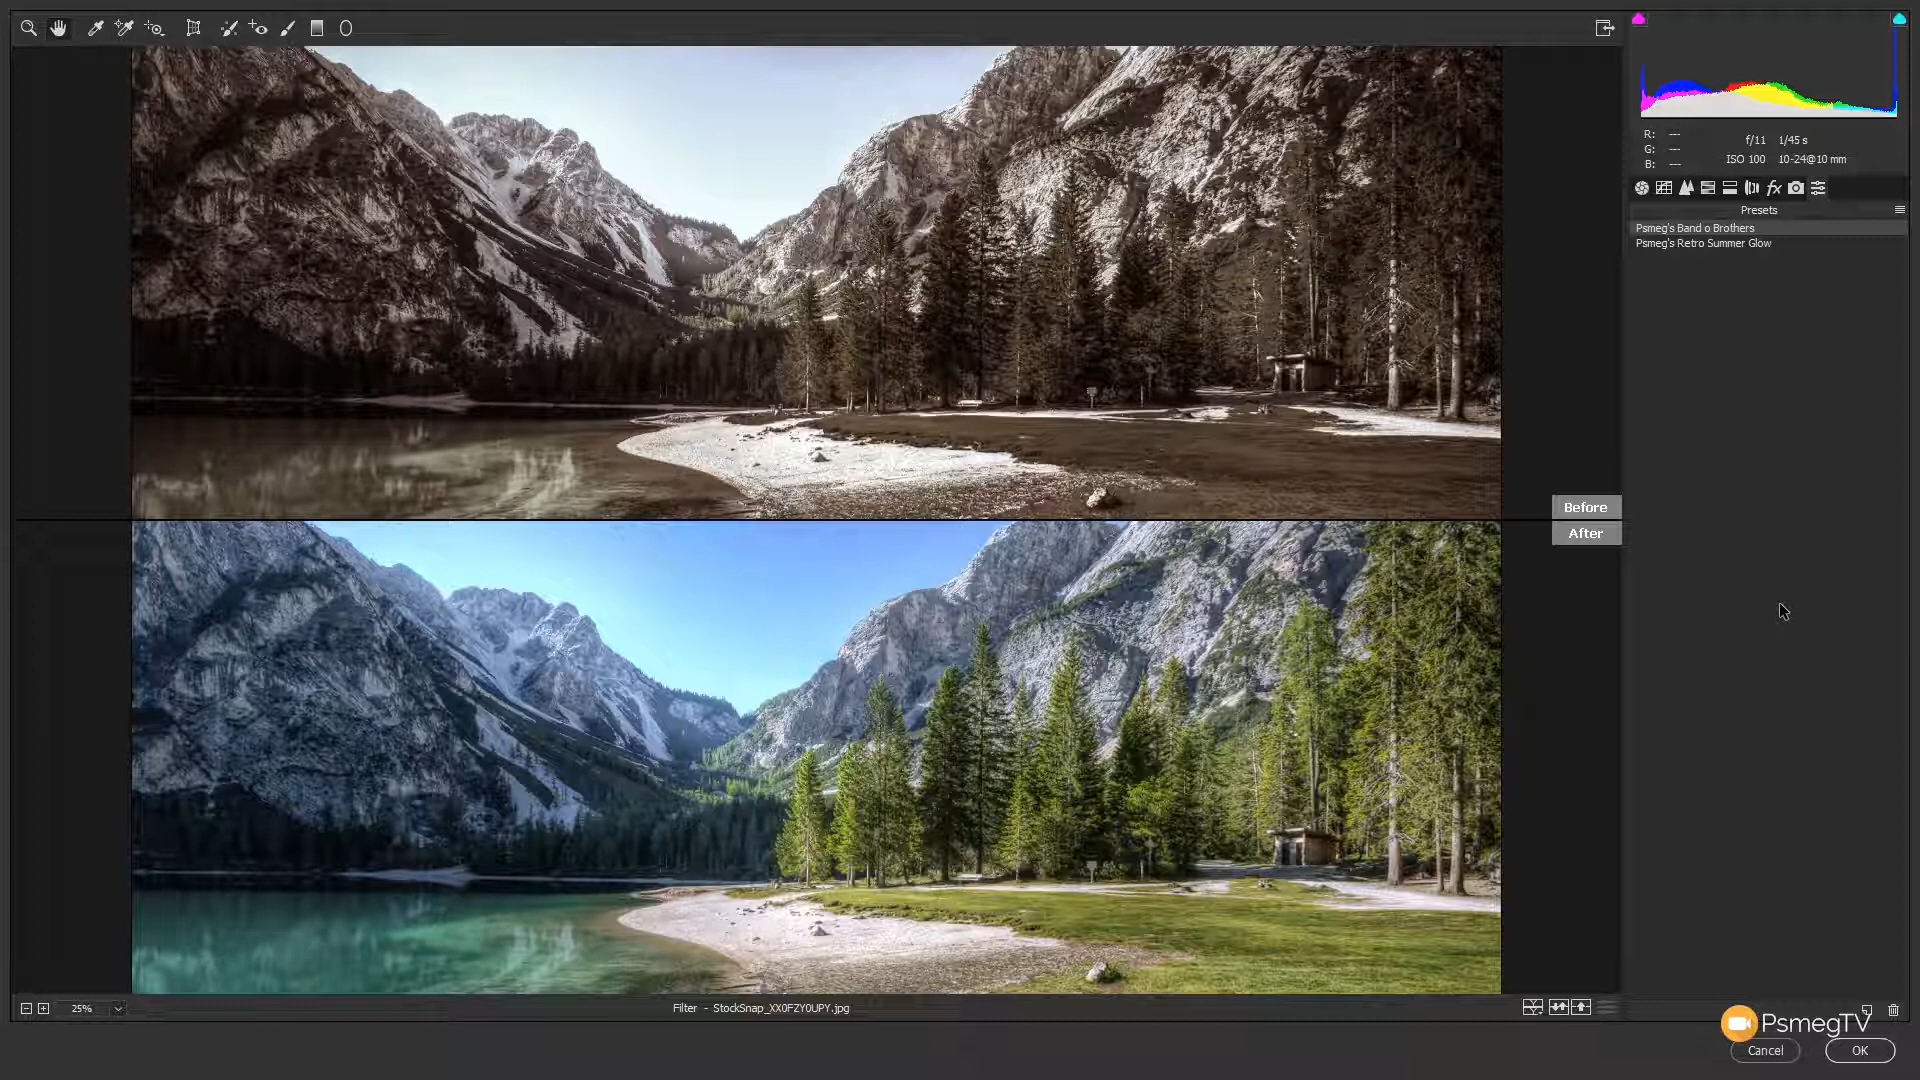 R: ---
G: ---
B: ---
f/11 1/45 s
ISO 100 10-24@10 mm
fx
Presets
Psmeg's Band o Brothers
Psmeg's Retro Summer Glow
Before
After
25%
Filter - StockSnap_XX0FZY0UPY.jpg
PsmegTV
Cancel
OK